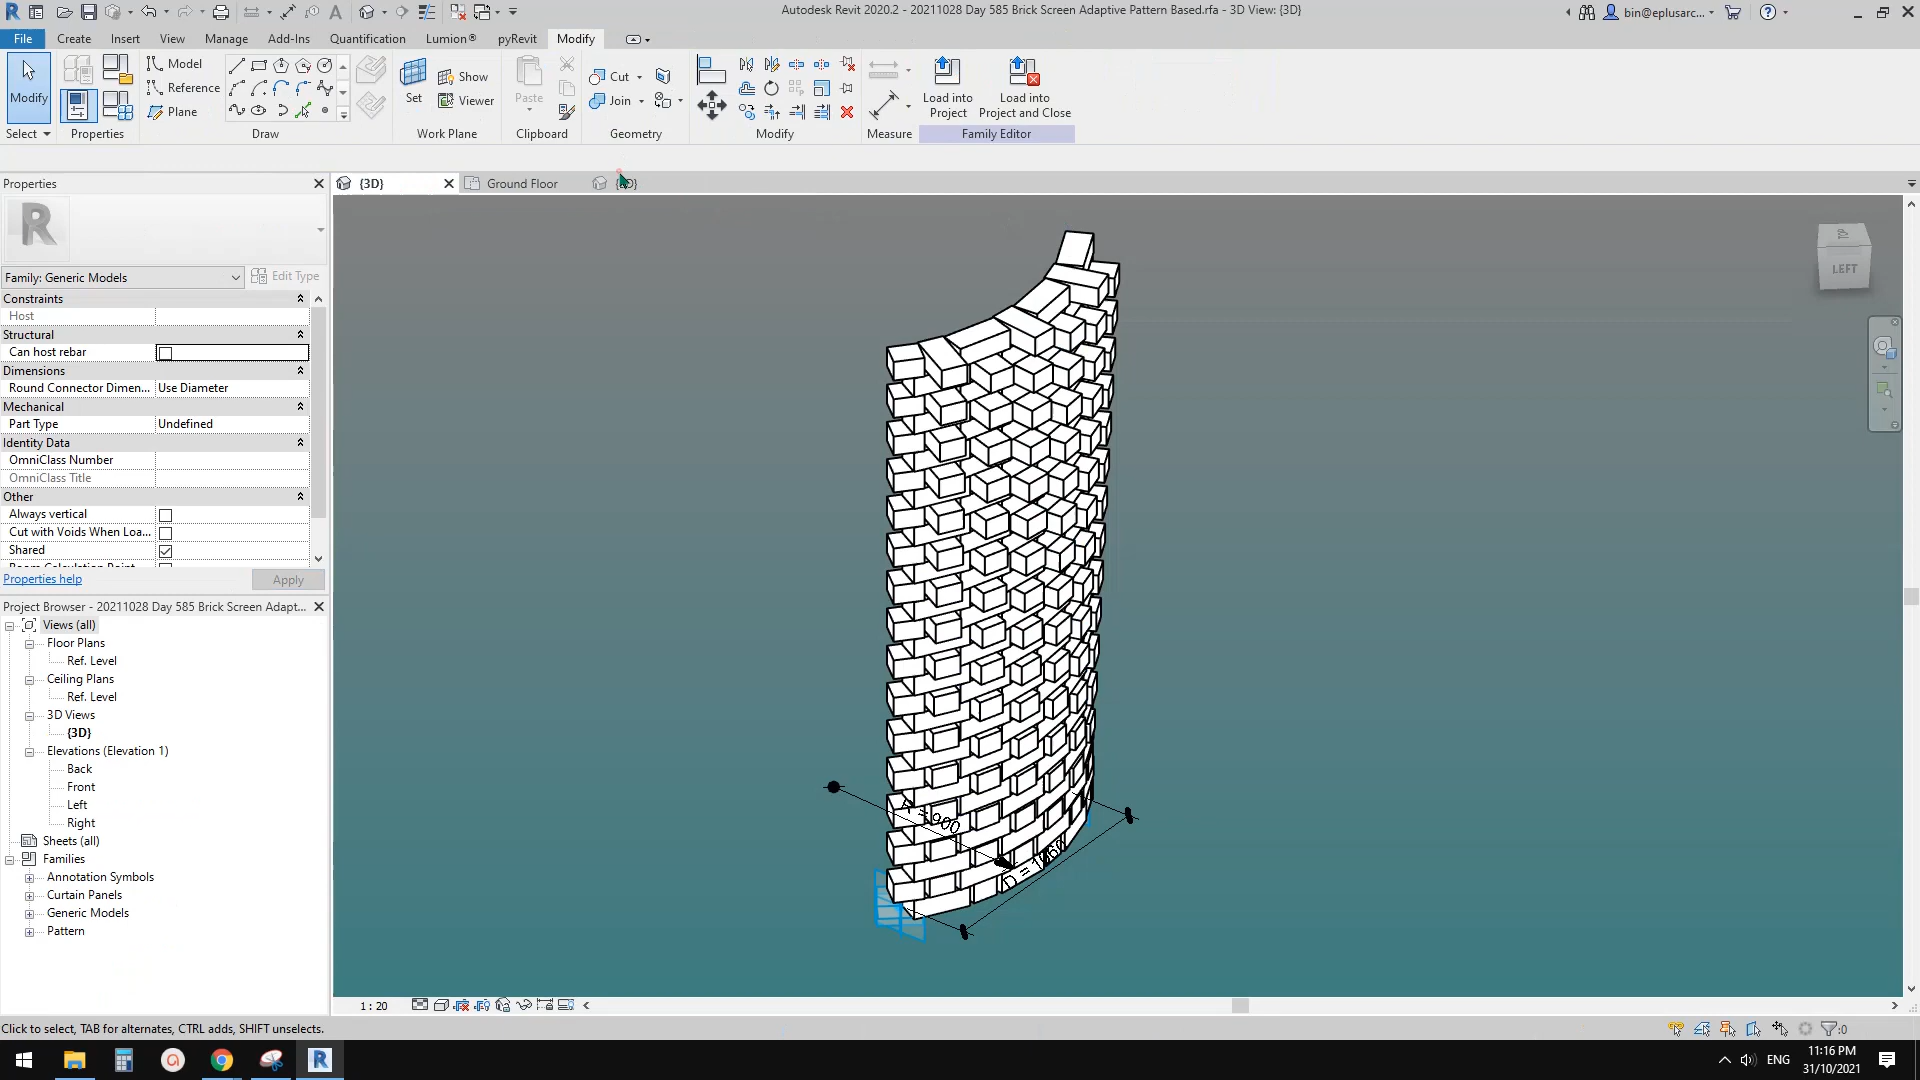 Autodesk Revit 2020.2 - 20211028 Day 585 Brick Screen Adaptive Pattern Based.rfa - 3D View: {3D}
bin@eplusarc...
File Create Insert View Manage Add-Ins Quantification Lumion® pyRevit Modify
Modify
Select
Properties
Model
Reference
Plane
Draw
Set
Show
Viewer
Work Plane
Paste
Clipboard
Cut
Join
Geometry
Modify
Measure
Load into
Project
Load into
Project and Close
Family Editor
Properties
{3D}
Ground Floor
R
Family: Generic Models
Edit Type
Constraints
Host
Structural
Can host rebar
Dimensions
Round Connector Dimen... Use Diameter
Mechanical
Part Type Undefined
Identity Data
OmniClass Number
OmniClass Title
Other
Always vertical
Cut with Voids When Loa...
Shared
Properties help
Apply
Project Browser - 20211028 Day 585 Brick Screen Adapt...
Views (all)
Floor Plans
Ref. Level
Ceiling Plans
Ref. Level
3D Views
{3D}
Elevations (Elevation 1)
Back
Front
Left
Right
Sheets (all)
Families
Annotation Symbols
Curtain Panels
Generic Models
Pattern
LEFT
= 900
1 : 20
Click to select, TAB for alternates, CTRL adds, SHIFT unselects.
:0
ENG
11:16 PM
31/10/2021